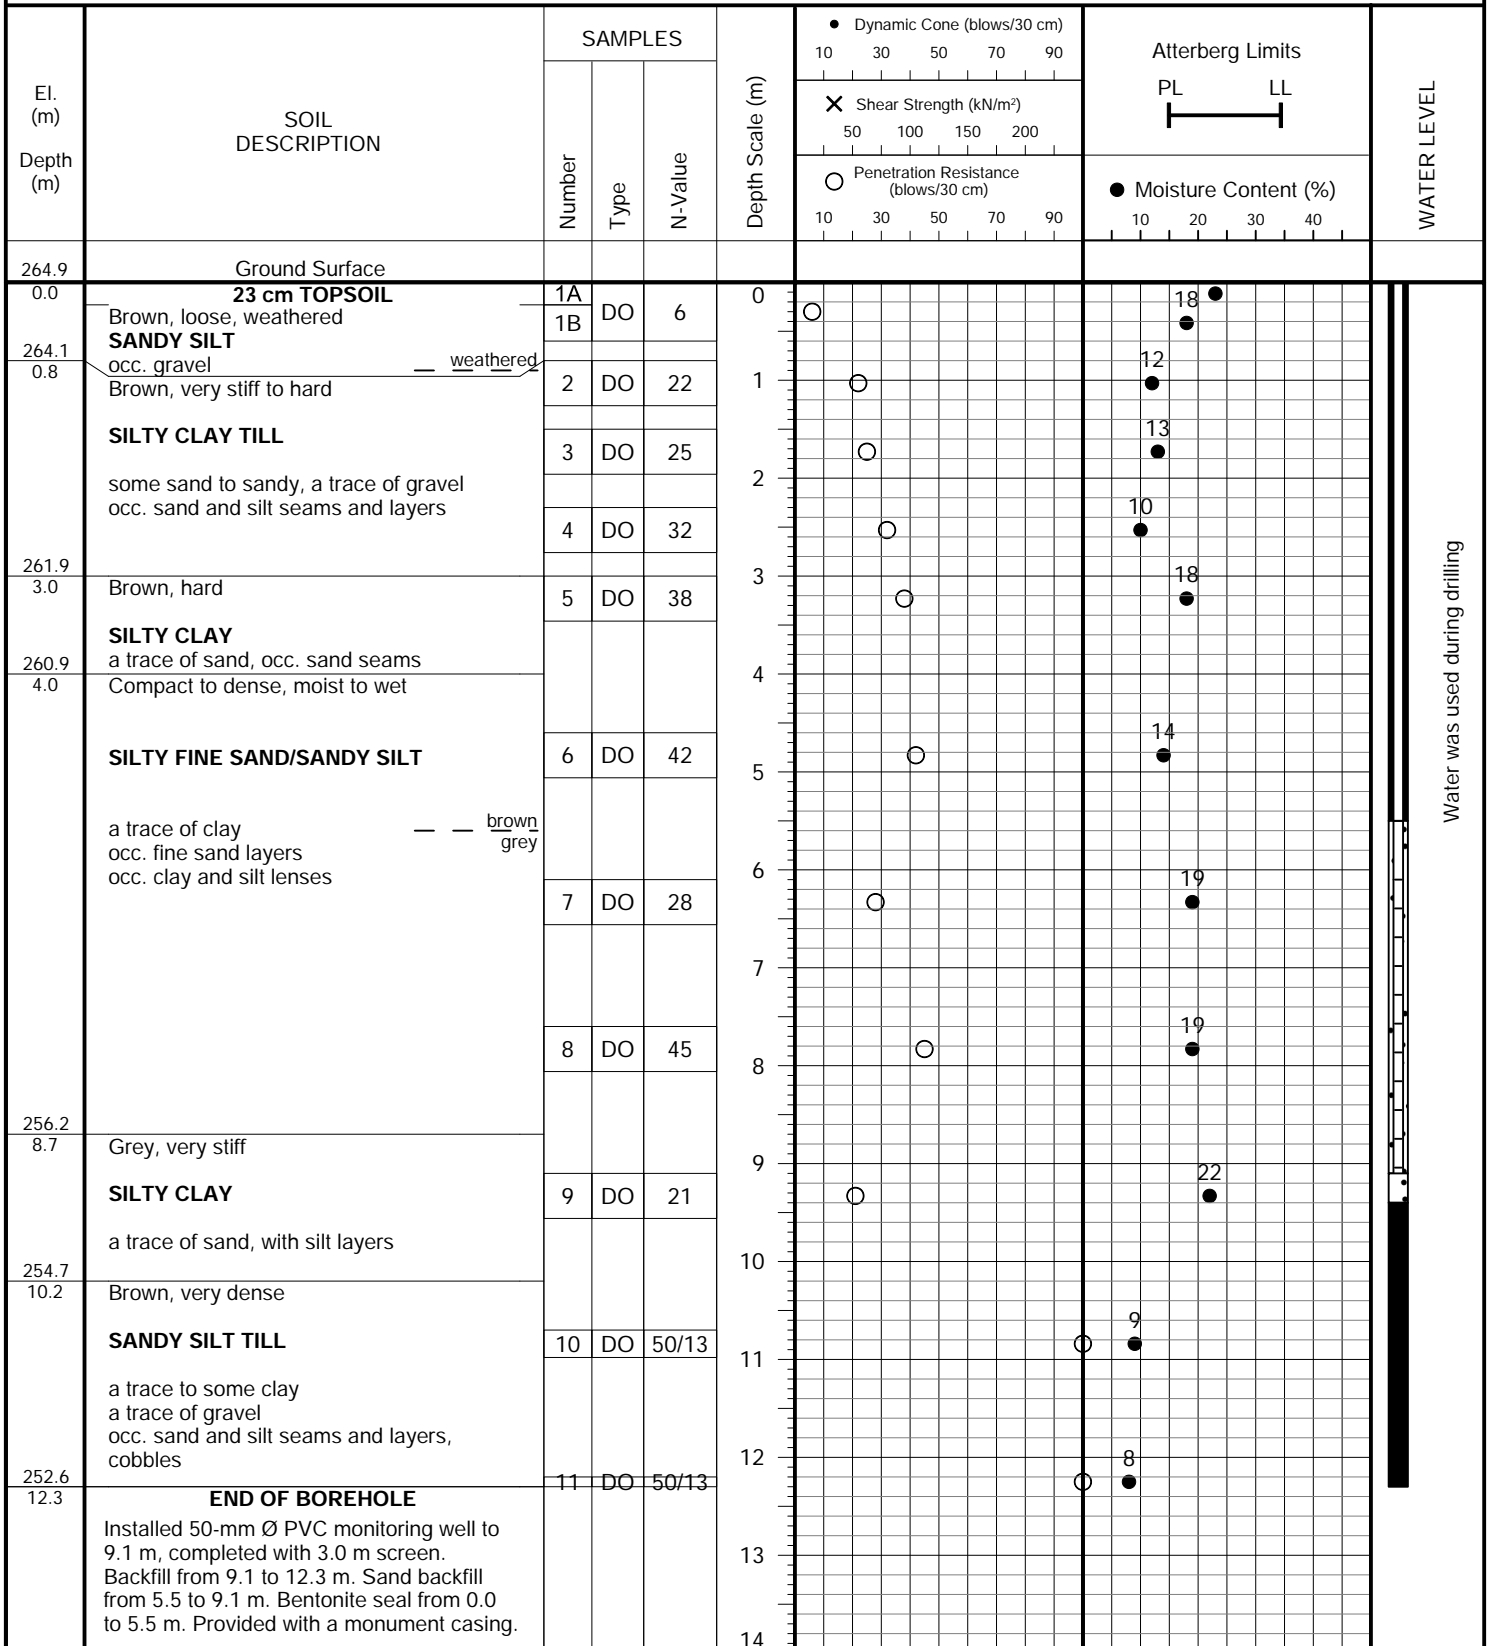 El.
(m)
Depth
(m)
SOIL
DESCRIPTION
SAMPLES
Number
Type
N-Value
Depth Scale (m)
Dynamic Cone (blows/30 cm)
10 30 50 70 90
Shear Strength (kN/m²)
50 100 150 200
Penetration Resistance
(blows/30 cm)
10 30 50 70 90
Atterberg Limits
PL LL
Moisture Content (%)
10 20 30 40
WATER LEVEL
264.9 Ground Surface
0.0 23 cm TOPSOIL 1A 0
Brown, loose, weathered 1B DO 6 18
SANDY SILT
264.1 occ. gravel weathered
0.8 Brown, very stiff to hard 2 DO 22 1 12
SILTY CLAY TILL 3 DO 25 13
some sand to sandy, a trace of gravel 2
occ. sand and silt seams and layers
4 DO 32 10
261.9 3
3.0 Brown, hard 5 DO 38 18
SILTY CLAY
260.9 a trace of sand, occ. sand seams
4.0 Compact to dense, moist to wet 4
SILTY FINE SAND/SANDY SILT 6 DO 42 14
5
a trace of clay brown
occ. fine sand layers grey
occ. clay and silt lenses 6
7 DO 28 19
7
8 DO 45 19
8
256.2
8.7 Grey, very stiff 9
SILTY CLAY 9 DO 21 22
a trace of sand, with silt layers
10
254.7
10.2 Brown, very dense
SANDY SILT TILL 10 DO 50/13 9
11
a trace to some clay
a trace of gravel
occ. sand and silt seams and layers,
cobbles 12
252.6 11 DO 50/13 8
12.3 END OF BOREHOLE
Installed 50-mm Ø PVC monitoring well to
9.1 m, completed with 3.0 m screen.
Backfill from 9.1 to 12.3 m. Sand backfill 13
from 5.5 to 9.1 m. Bentonite seal from 0.0
to 5.5 m. Provided with a monument casing.
14
Water was used during drilling